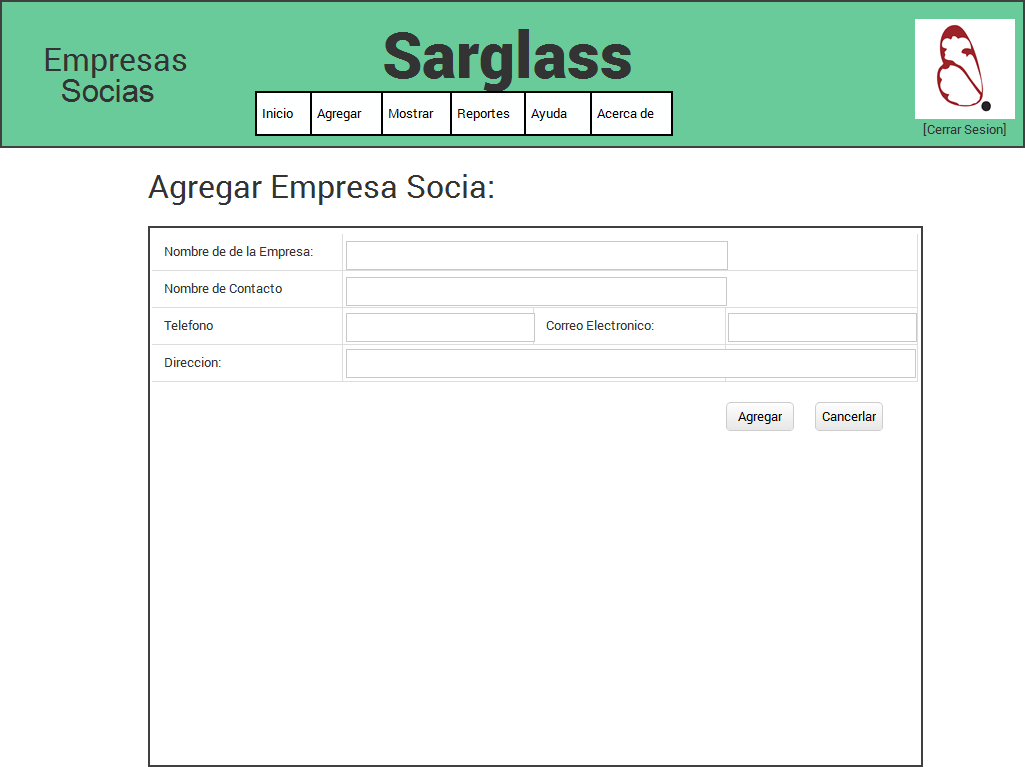 Empresas
Socias
Sarglass
Inicio Agregar Mostrar Reportes Ayuda Acerca de
[Cerrar Sesion]
Agregar Empresa Socia:
Nombre de de la Empresa:
Nombre de Contacto
Telefono Correo Electronico:
Direccion:
Agregar Cancerlar